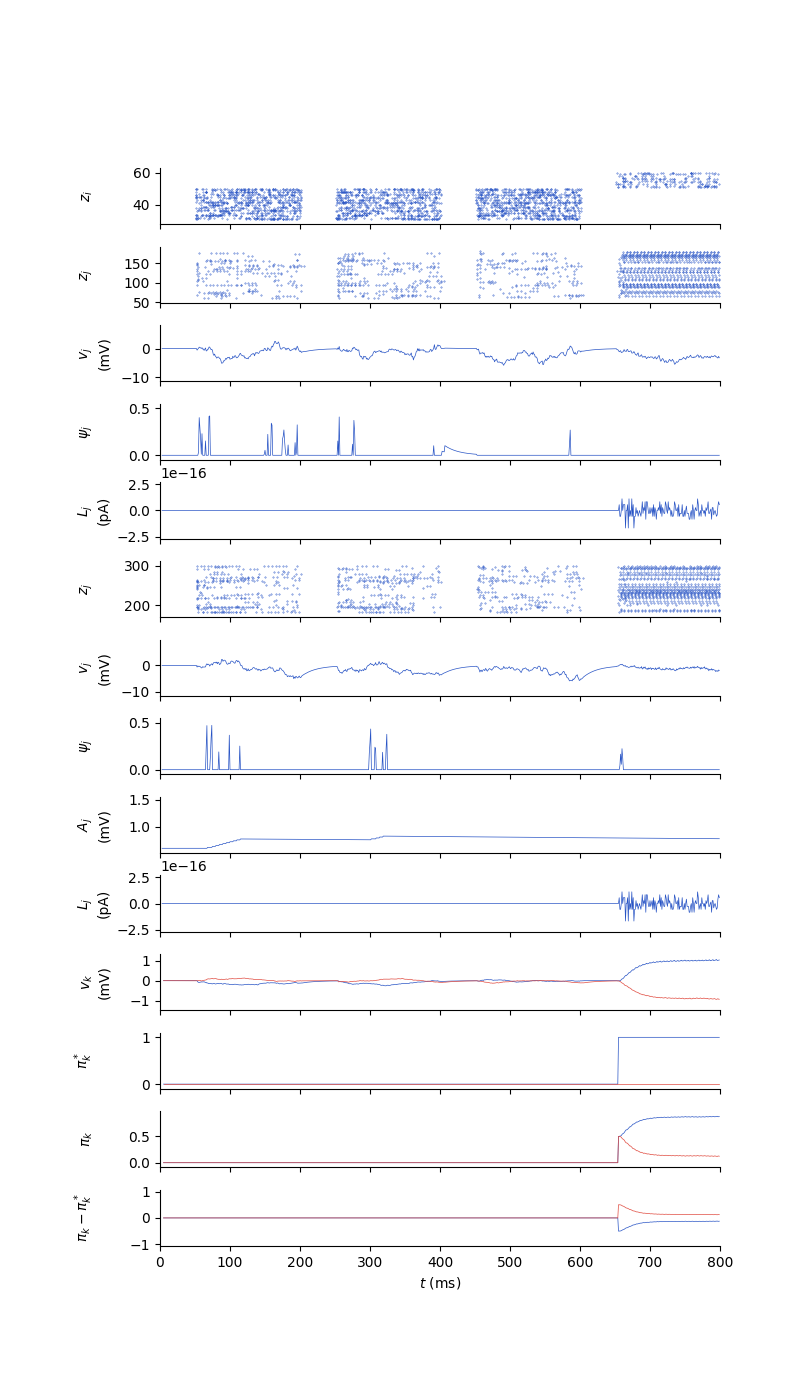 60
40
z_i
150
100
50
z_j
0
−10
v_j
(mV)
0.5
0.0
ψ_j
1e−16
2.5
0.0
−2.5
L_j
(pA)
300
200
z_j
0
−10
v_j
(mV)
0.5
0.0
ψ_j
1.5
1.0
A_j
(mV)
1e−16
2.5
0.0
−2.5
L_j
(pA)
1
0
−1
v_k
(mV)
1
0
π_k^*
0.5
0.0
π_k
1
0
−1
π_k − π_k^*
0 100 200 300 400 500 600 700 800
t (ms)